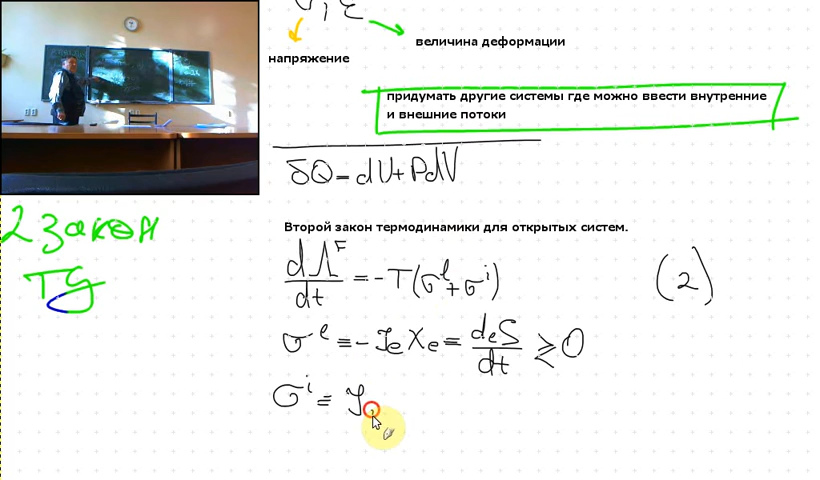 величина деформации
напряжение
придумать другие системы где можно ввести внутренние
и внешние потоки
δQ = dU + PdV
2 закон
ТД
Второй закон термодинамики для открытых систем.
dΛ^F/dt = -T(σ^e + σ^i) (2)
σ^e ≡ -J_e X_e = d_eS/dt ≷ 0
σ^i ≡ J